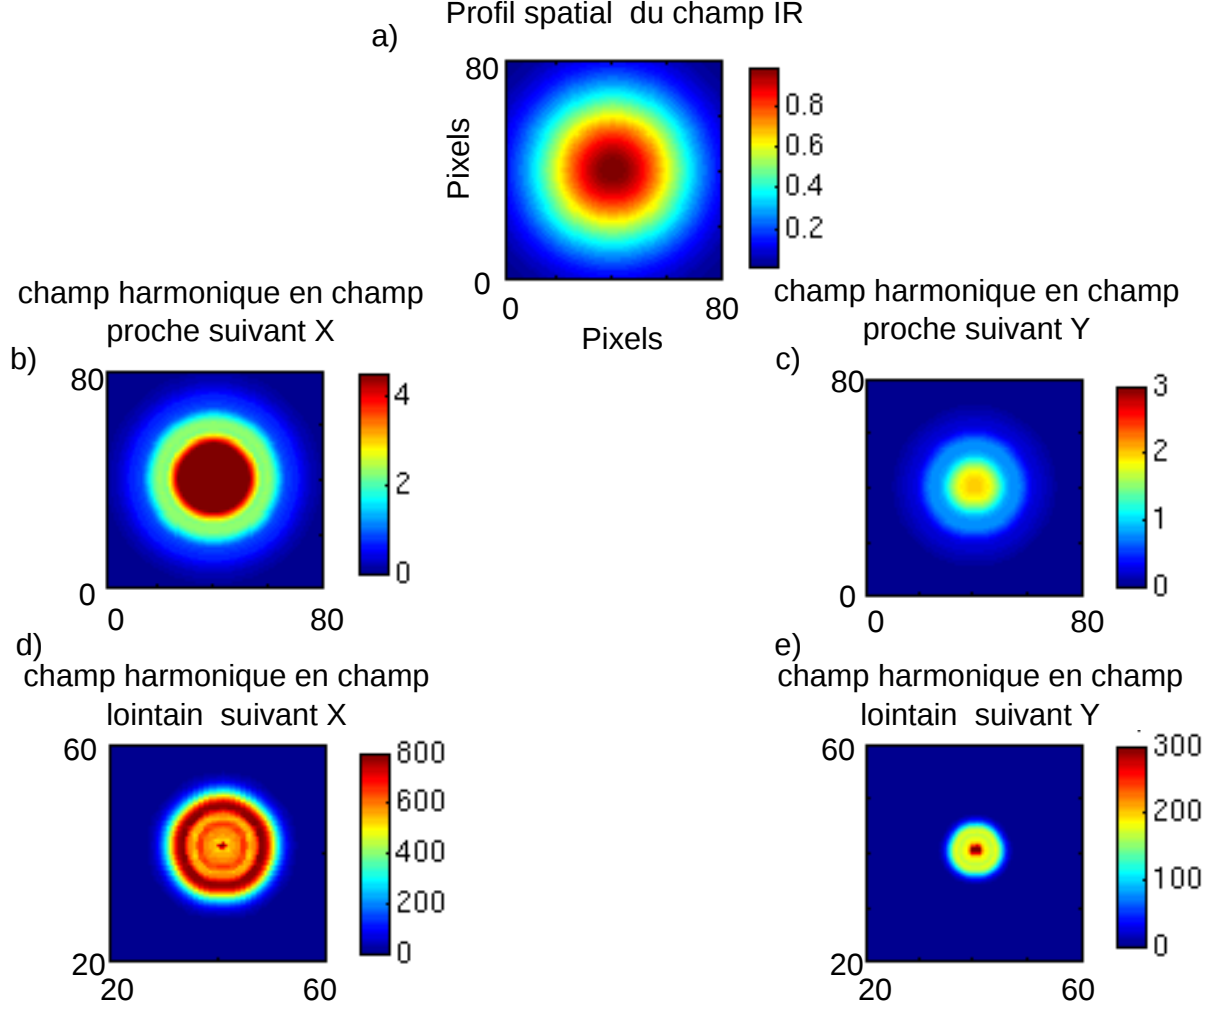 Profil spatial du champ IR
a)
80
Pixels
0
0 80
Pixels
0.8
0.6
0.4
0.2
champ harmonique en champ
proche suivant X
b)
80
0
0 80
4
2
0
champ harmonique en champ
proche suivant Y
c)
80
0
0 80
3
2
1
0
d)
champ harmonique en champ
lointain suivant X
60
20
20 60
800
600
400
200
0
e)
champ harmonique en champ
lointain suivant Y
60
20
20 60
300
200
100
0